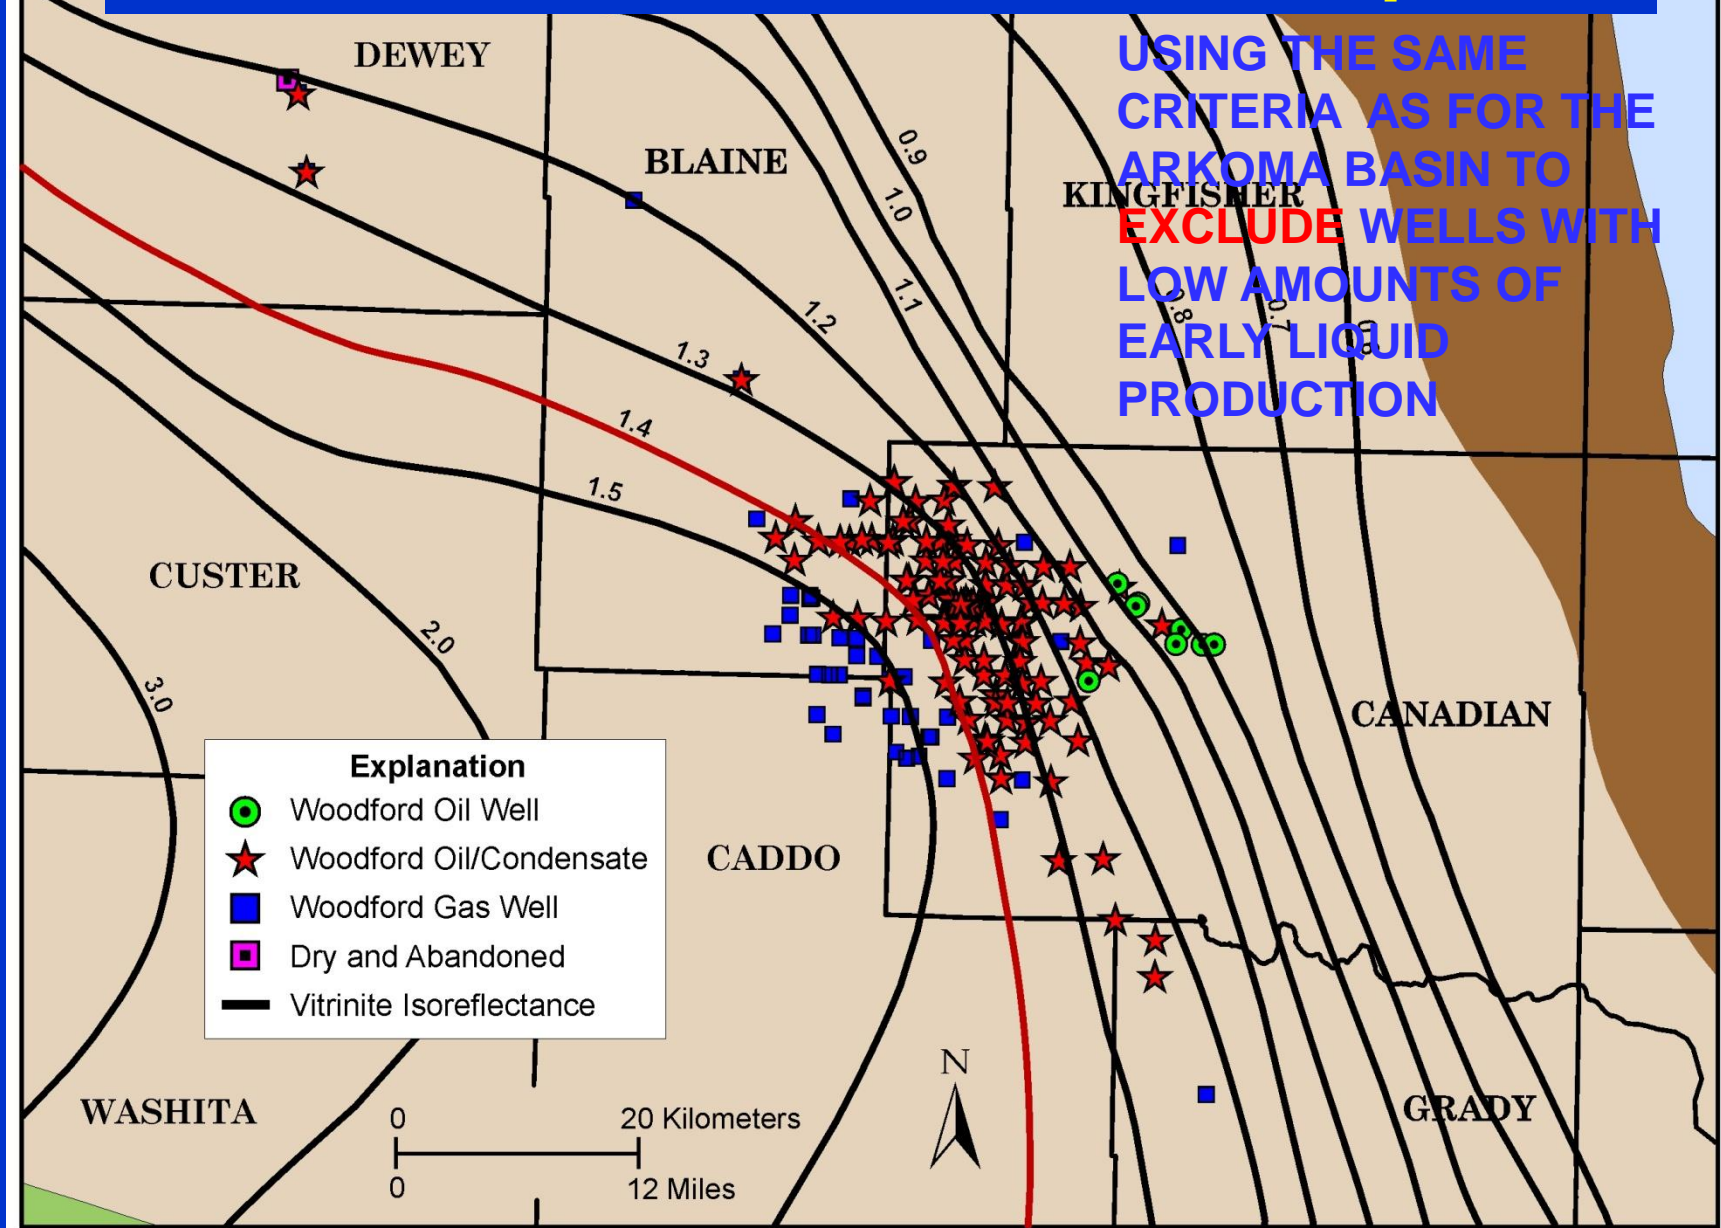 USING THE SAME
CRITERIA AS FOR THE
ARKOMA BASIN TO
EXCLUDE WELLS WITH
LOW AMOUNTS OF
EARLY LIQUID
PRODUCTION
DEWEY
BLAINE
KINGFISHER
0.9
1.0
1.1
1.2
1.3
1.4
1.5
0.8
0.7
0.6
CUSTER
2.0
3.0
CANADIAN
CADDO
Explanation
Woodford Oil Well
Woodford Oil/Condensate
Woodford Gas Well
Dry and Abandoned
Vitrinite Isoreflectance
WASHITA
GRADY
N
0 20 Kilometers
0 12 Miles